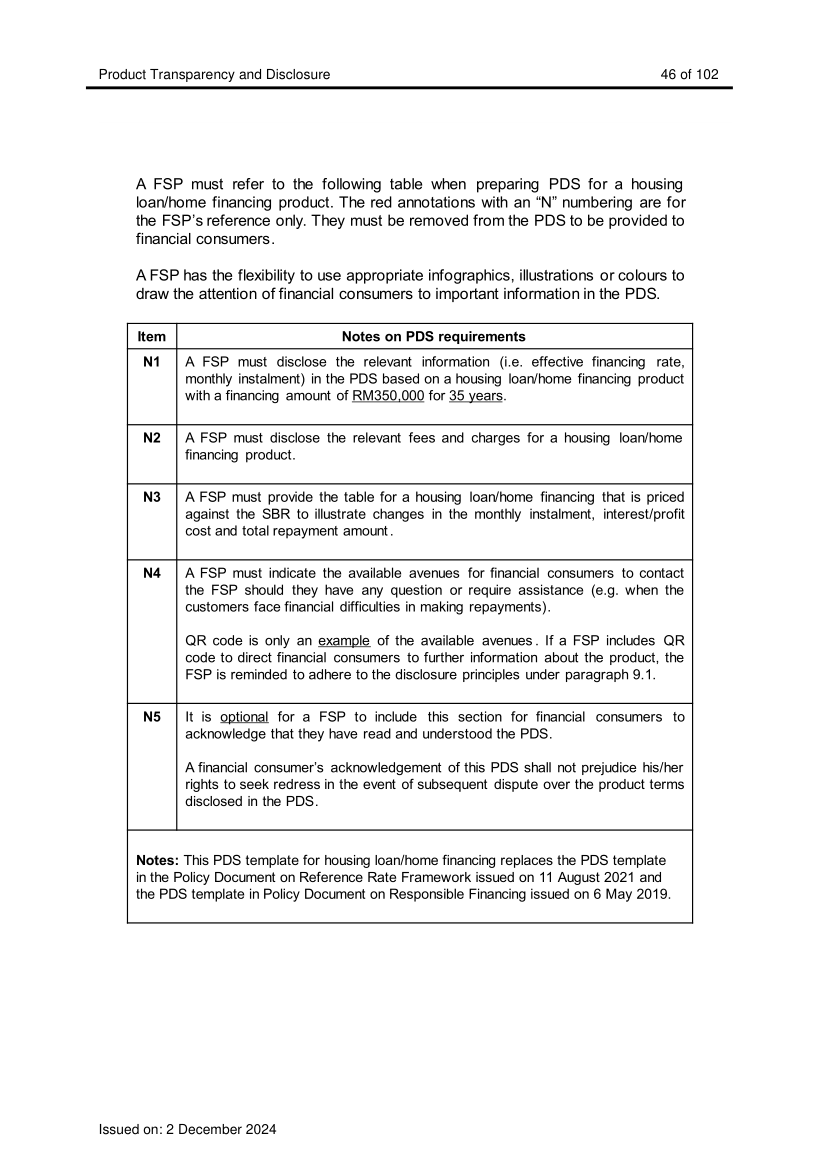 Product Transparency and Disclosure 46 of 102
A FSP must refer to the following table when preparing PDS for a housing
loan/home financing product. The red annotations with an “N” numbering are for
the FSP’s reference only. They must be removed from the PDS to be provided to
financial consumers.
A FSP has the flexibility to use appropriate infographics, illustrations or colours to
draw the attention of financial consumers to important information in the PDS.
Item Notes on PDS requirements
N1 A FSP must disclose the relevant information (i.e. effective financing rate,
monthly instalment) in the PDS based on a housing loan/home financing product
with a financing amount of RM350,000 for 35 years.
N2 A FSP must disclose the relevant fees and charges for a housing loan/home
financing product.
N3 A FSP must provide the table for a housing loan/home financing that is priced
against the SBR to illustrate changes in the monthly instalment, interest/profit
cost and total repayment amount.
N4 A FSP must indicate the available avenues for financial consumers to contact
the FSP should they have any question or require assistance (e.g. when the
customers face financial difficulties in making repayments).
QR code is only an example of the available avenues. If a FSP includes QR
code to direct financial consumers to further information about the product, the
FSP is reminded to adhere to the disclosure principles under paragraph 9.1.
N5 It is optional for a FSP to include this section for financial consumers to
acknowledge that they have read and understood the PDS.
A financial consumer’s acknowledgement of this PDS shall not prejudice his/her
rights to seek redress in the event of subsequent dispute over the product terms
disclosed in the PDS.
Notes: This PDS template for housing loan/home financing replaces the PDS template
in the Policy Document on Reference Rate Framework issued on 11 August 2021 and
the PDS template in Policy Document on Responsible Financing issued on 6 May 2019.
Issued on: 2 December 2024